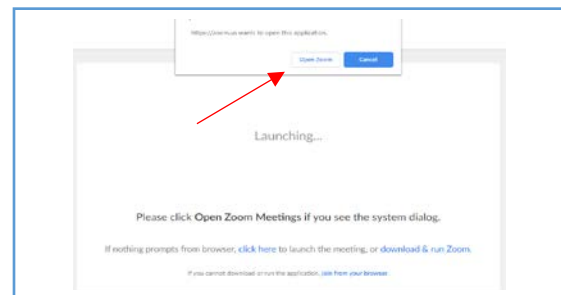 https://zoom.us wants to open this application.
Open Zoom Cancel
Launching...
Please click Open Zoom Meetings if you see the system dialog.
If nothing prompts from browser, click here to launch the meeting, or download & run Zoom.
If you cannot download or run the application, join from your browser.